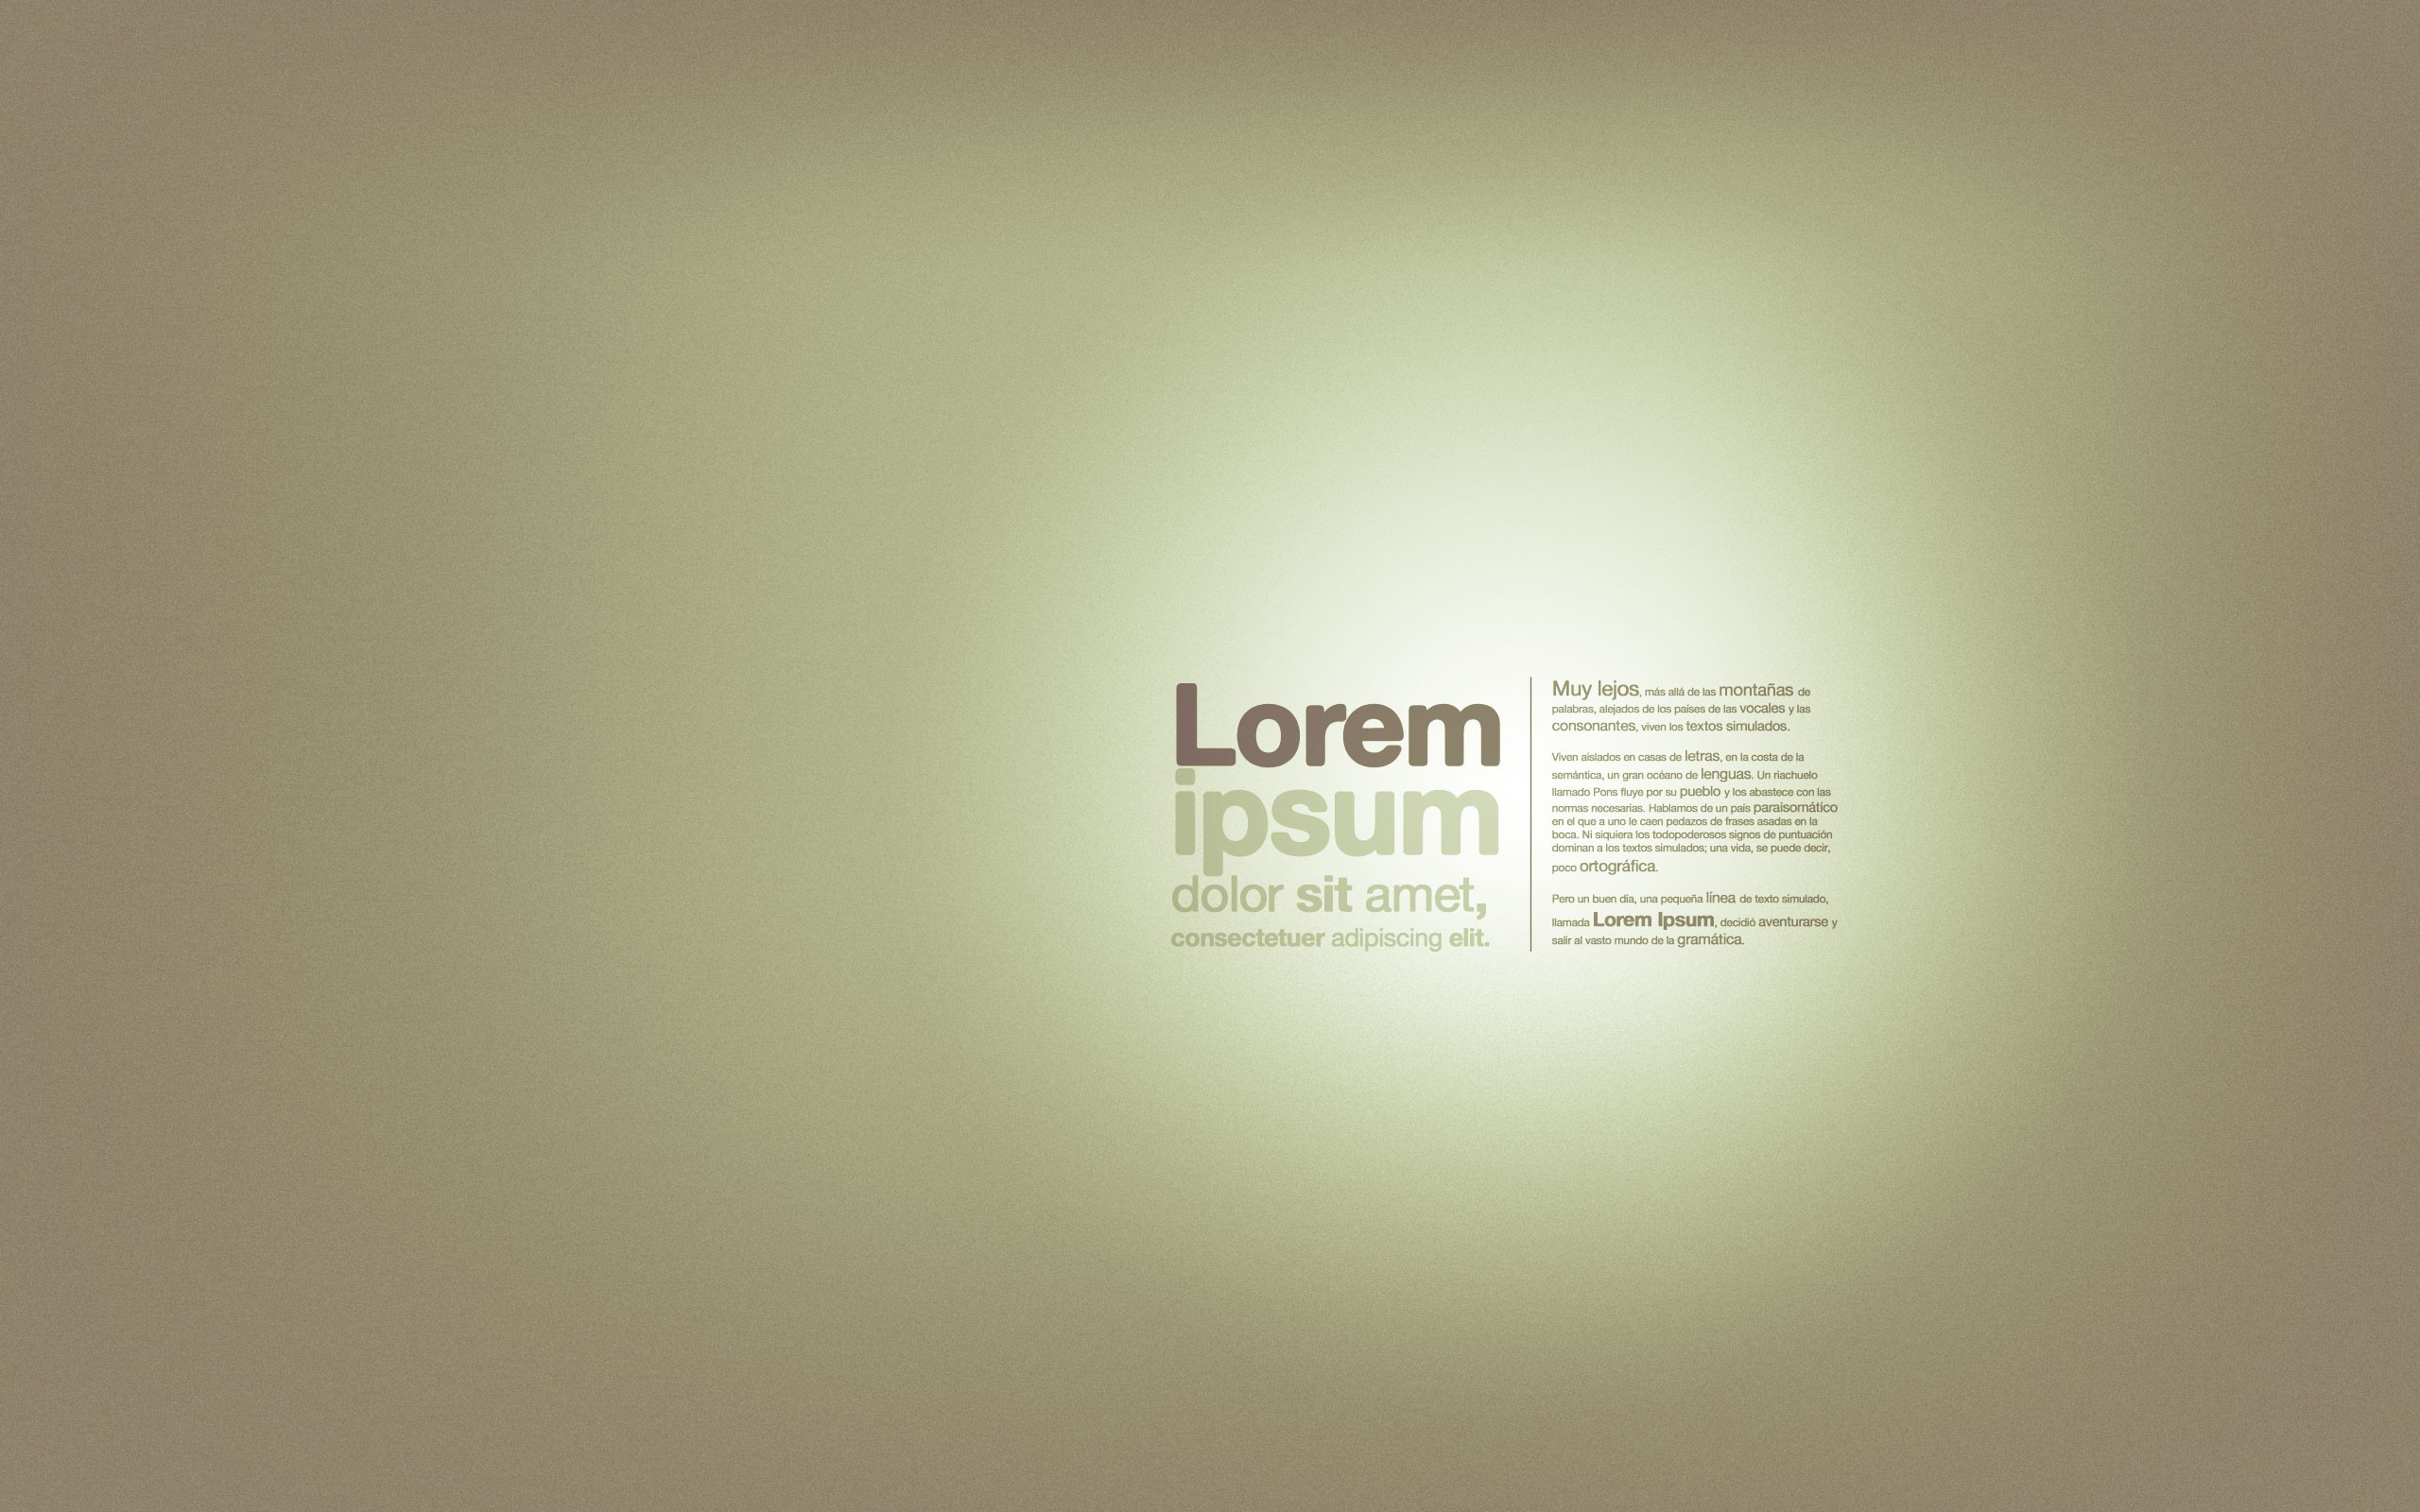 Lorem
ipsum
dolor sit amet,
consectetuer adipiscing elit.
Muy lejos, más allá de las montañas de
palabras, alejados de los países de las vocales y las
consonantes, viven los textos simulados.
Viven aislados en casas de letras, en la costa de la
semántica, un gran océano de lenguas. Un riachuelo
llamado Pons fluye por su pueblo y los abastece con las
normas necesarias. Hablamos de un país paraisomático
en el que a uno le caen pedazos de frases asadas en la
boca. Ni siquiera los todopoderosos signos de puntuación
dominan a los textos simulados; una vida, se puede decir,
poco ortográfica.
Pero un buen día, una pequeña línea de texto simulado,
llamada Lorem Ipsum, decidió aventurarse y
salir al vasto mundo de la gramática.